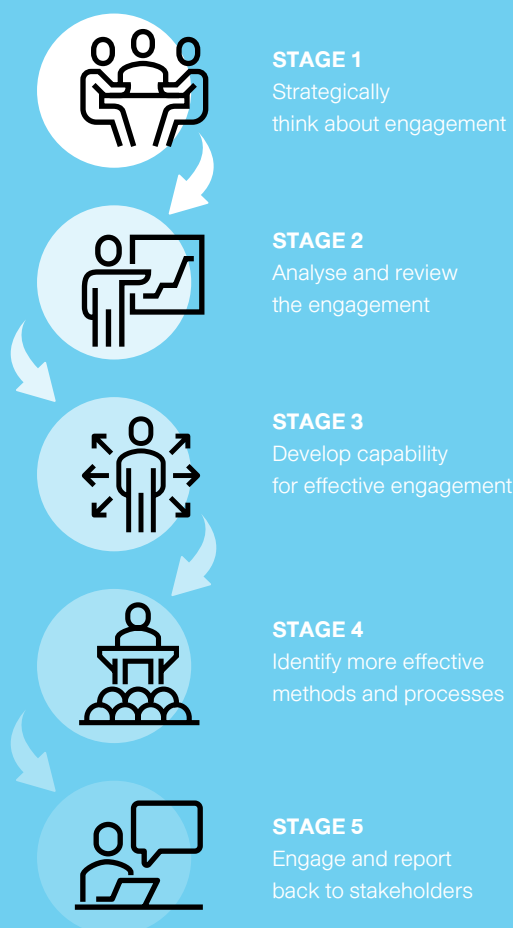 STAGE 1
Strategically
think about engagement
STAGE 2
Analyse and review
the engagement
STAGE 3
Develop capability
for effective engagement
STAGE 4
Identify more effective
methods and processes
STAGE 5
Engage and report
back to stakeholders